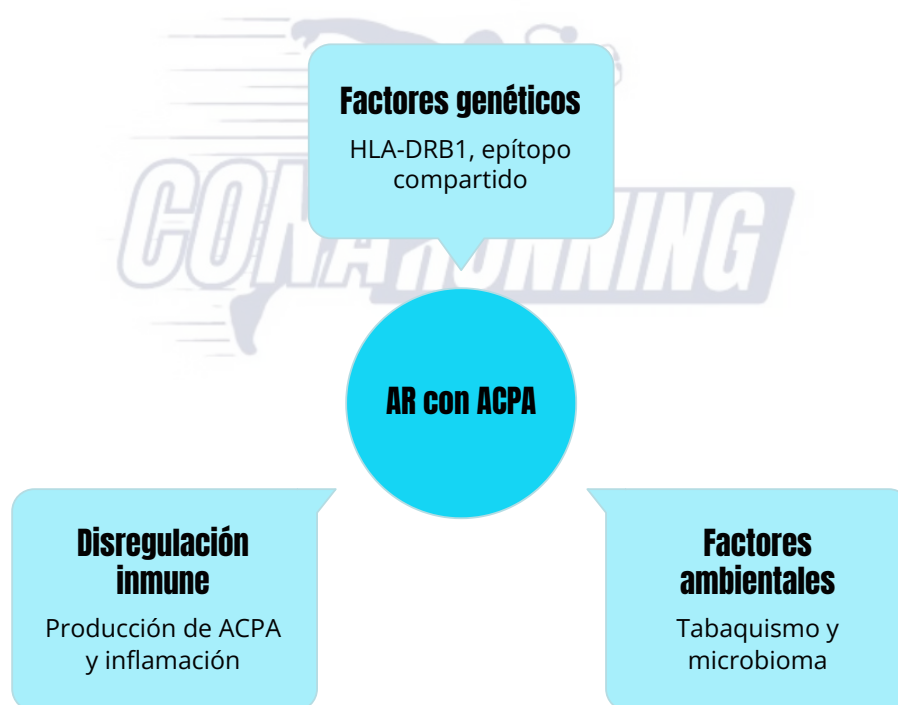 Factores genéticos
HLA-DRB1, epítopo
compartido
CONARUNNING
AR con ACPA
Disregulación
inmune
Producción de ACPA
y inflamación
Factores
ambientales
Tabaquismo y
microbioma